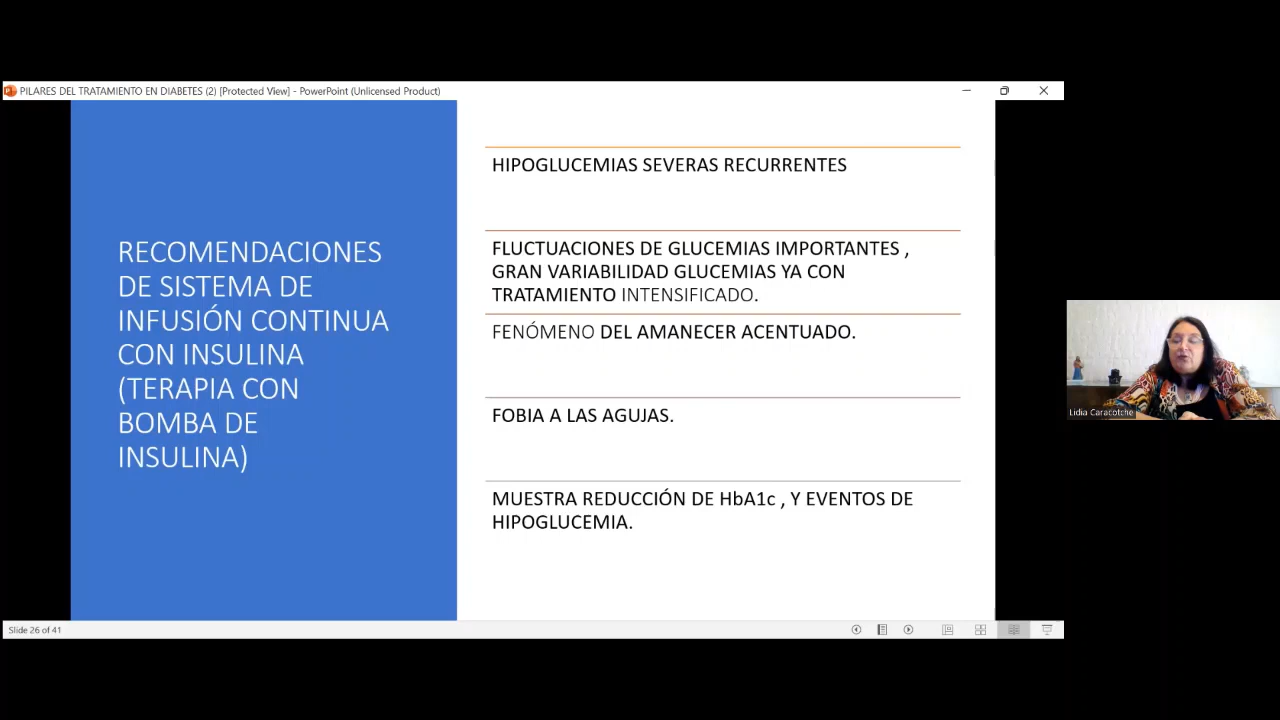 PILARES DEL TRATAMIENTO EN DIABETES (2) [Protected View] - PowerPoint (Unlicensed Product)
RECOMENDACIONES
DE SISTEMA DE
INFUSIÓN CONTINUA
CON INSULINA
(TERAPIA CON
BOMBA DE
INSULINA)
HIPOGLUCEMIAS SEVERAS RECURRENTES
FLUCTUACIONES DE GLUCEMIAS IMPORTANTES ,
GRAN VARIABILIDAD GLUCEMIAS YA CON
TRATAMIENTO INTENSIFICADO.
FENÓMENO DEL AMANECER ACENTUADO.
FOBIA A LAS AGUJAS.
MUESTRA REDUCCIÓN DE HbA1c , Y EVENTOS DE
HIPOGLUCEMIA.
Lidia Caracotche
Slide 26 of 41